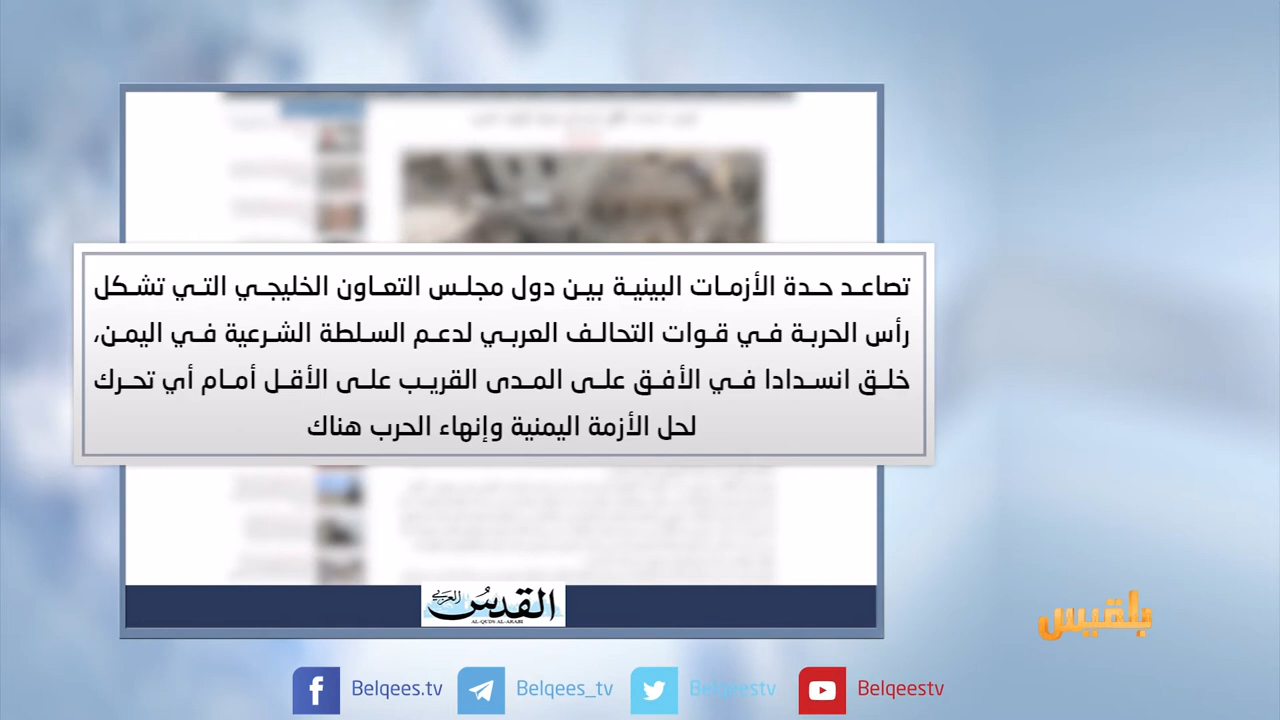 تصاعد حدة الأزمات البينية بين دول مجلس التعاون الخليجي التي تشكل
رأس الحربة في قوات التحالف العربي لدعم السلطة الشرعية في اليمن،
خلق انسدادا في الأفق على المدى القريب على الأقل أمام أي تحرك
لحل الأزمة اليمنية وإنهاء الحرب هناك
القدس العربي
AL-QUDS AL-ARABI
بلقيس
Belqees.tv
Belqees_tv
Belqeestv
Belqeestv